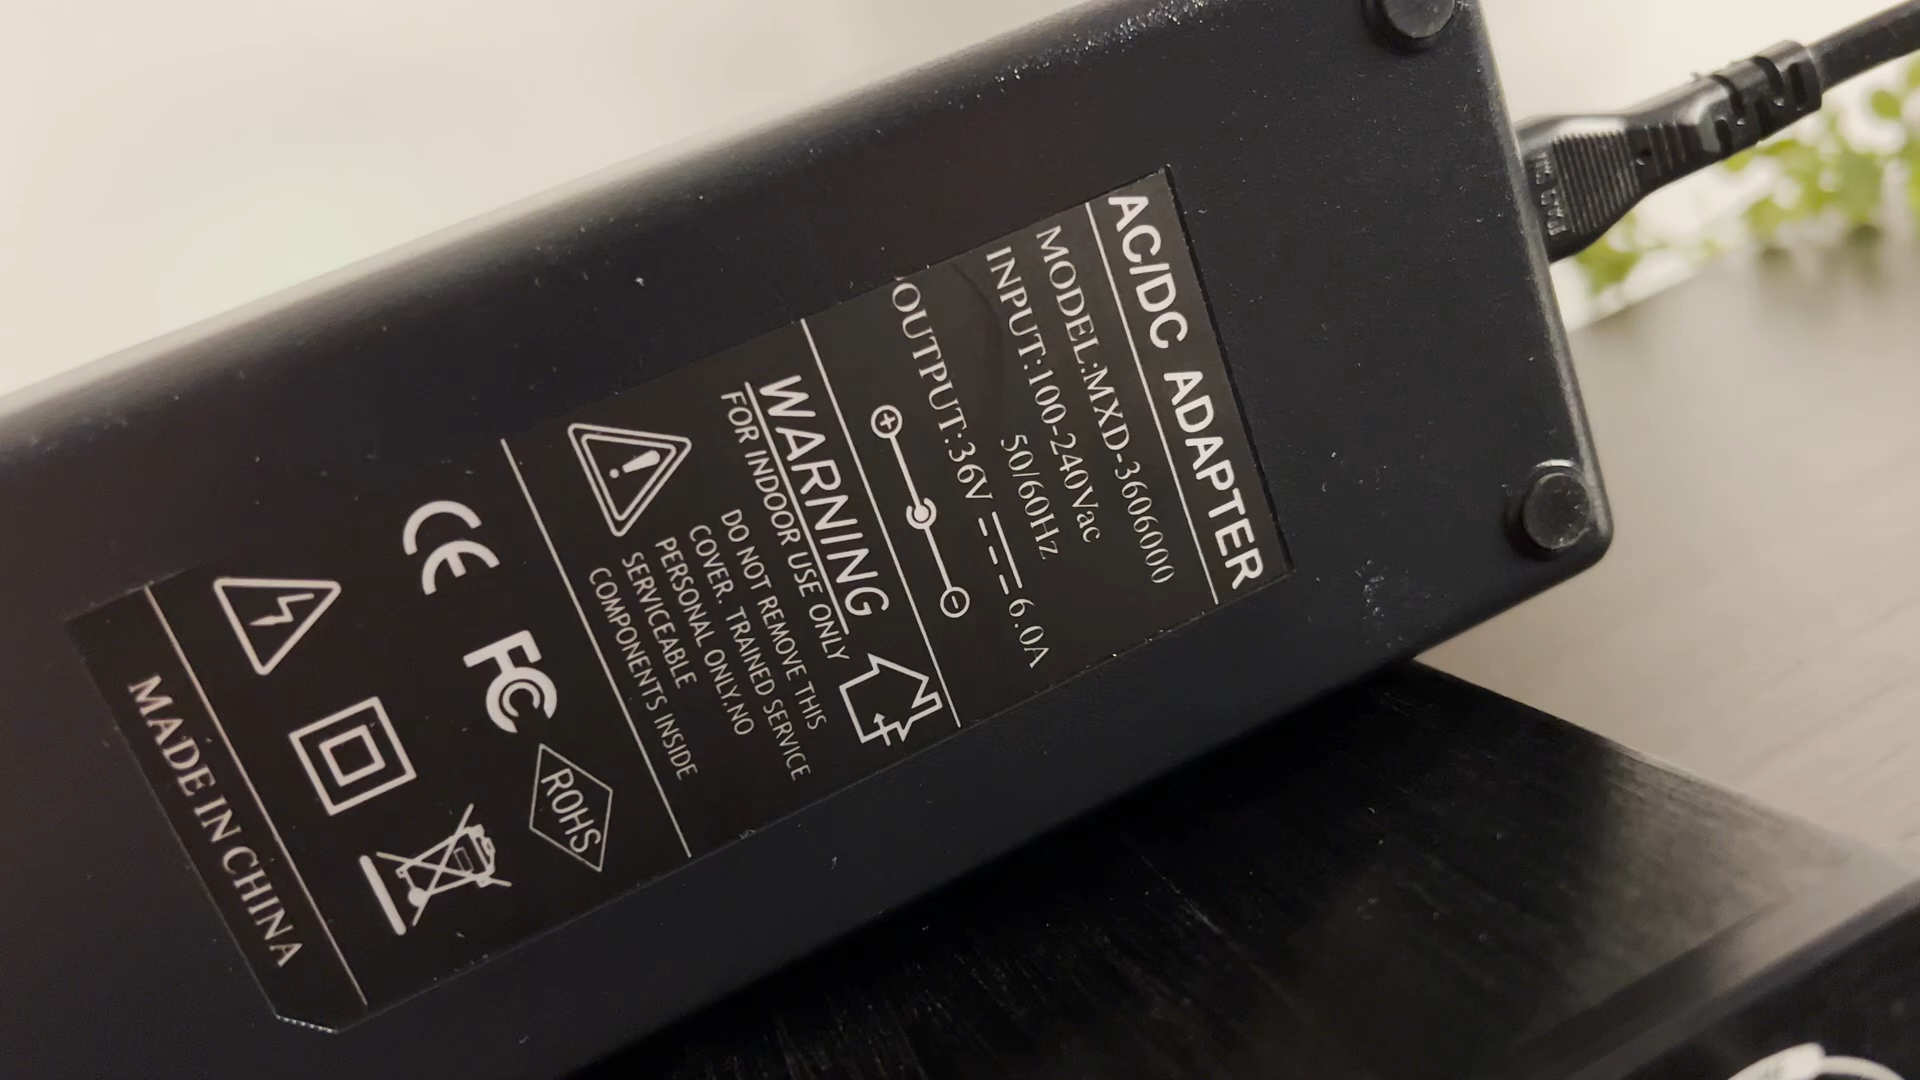 AC/DC ADAPTER
MODEL:MXD-3606000
INPUT:100-240Vac
50/60Hz
OUTPUT:36V 6.0A
WARNING
FOR INDOOR USE ONLY
DO NOT REMOVE THIS
COVER. TRAINED SERVICE
PERSONAL ONLY,NO
SERVICEABLE
COMPONENTS INSIDE
CE
FC
ROHS
MADE IN CHINA